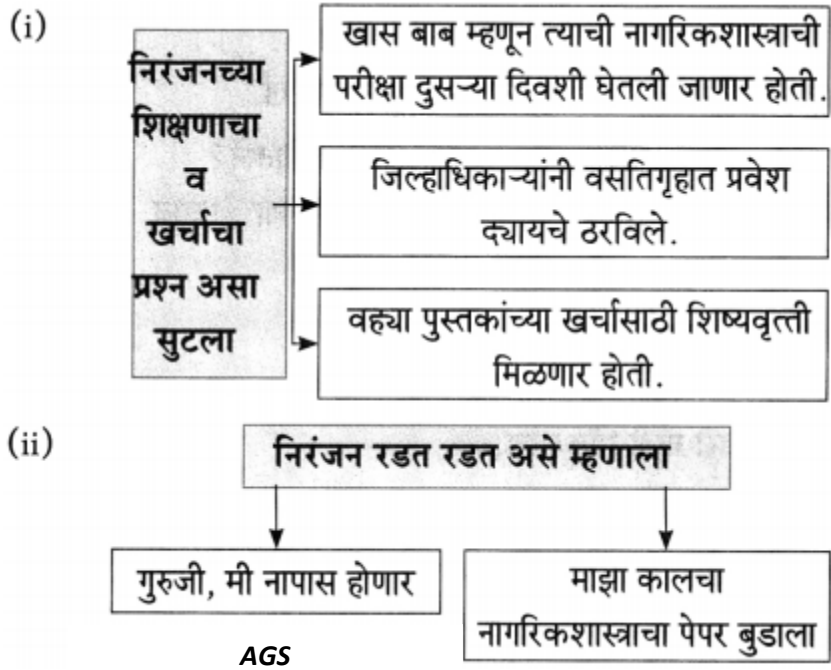 (i)
निरंजनच्या
शिक्षणाचा
व
खर्चाचा
प्रश्न असा
सुटला
खास बाब म्हणून त्याची नागरिकशास्त्राची
परीक्षा दुसऱ्या दिवशी घेतली जाणार होती.
जिल्हाधिकाऱ्यांनी वसतिगृहात प्रवेश
द्यायचे ठरविले.
वह्या पुस्तकांच्या खर्चासाठी शिष्यवृत्ती
मिळणार होती.
(ii)
निरंजन रडत रडत असे म्हणाला
गुरुजी, मी नापास होणार
माझा कालचा
नागरिकशास्त्राचा पेपर बुडाला
AGS